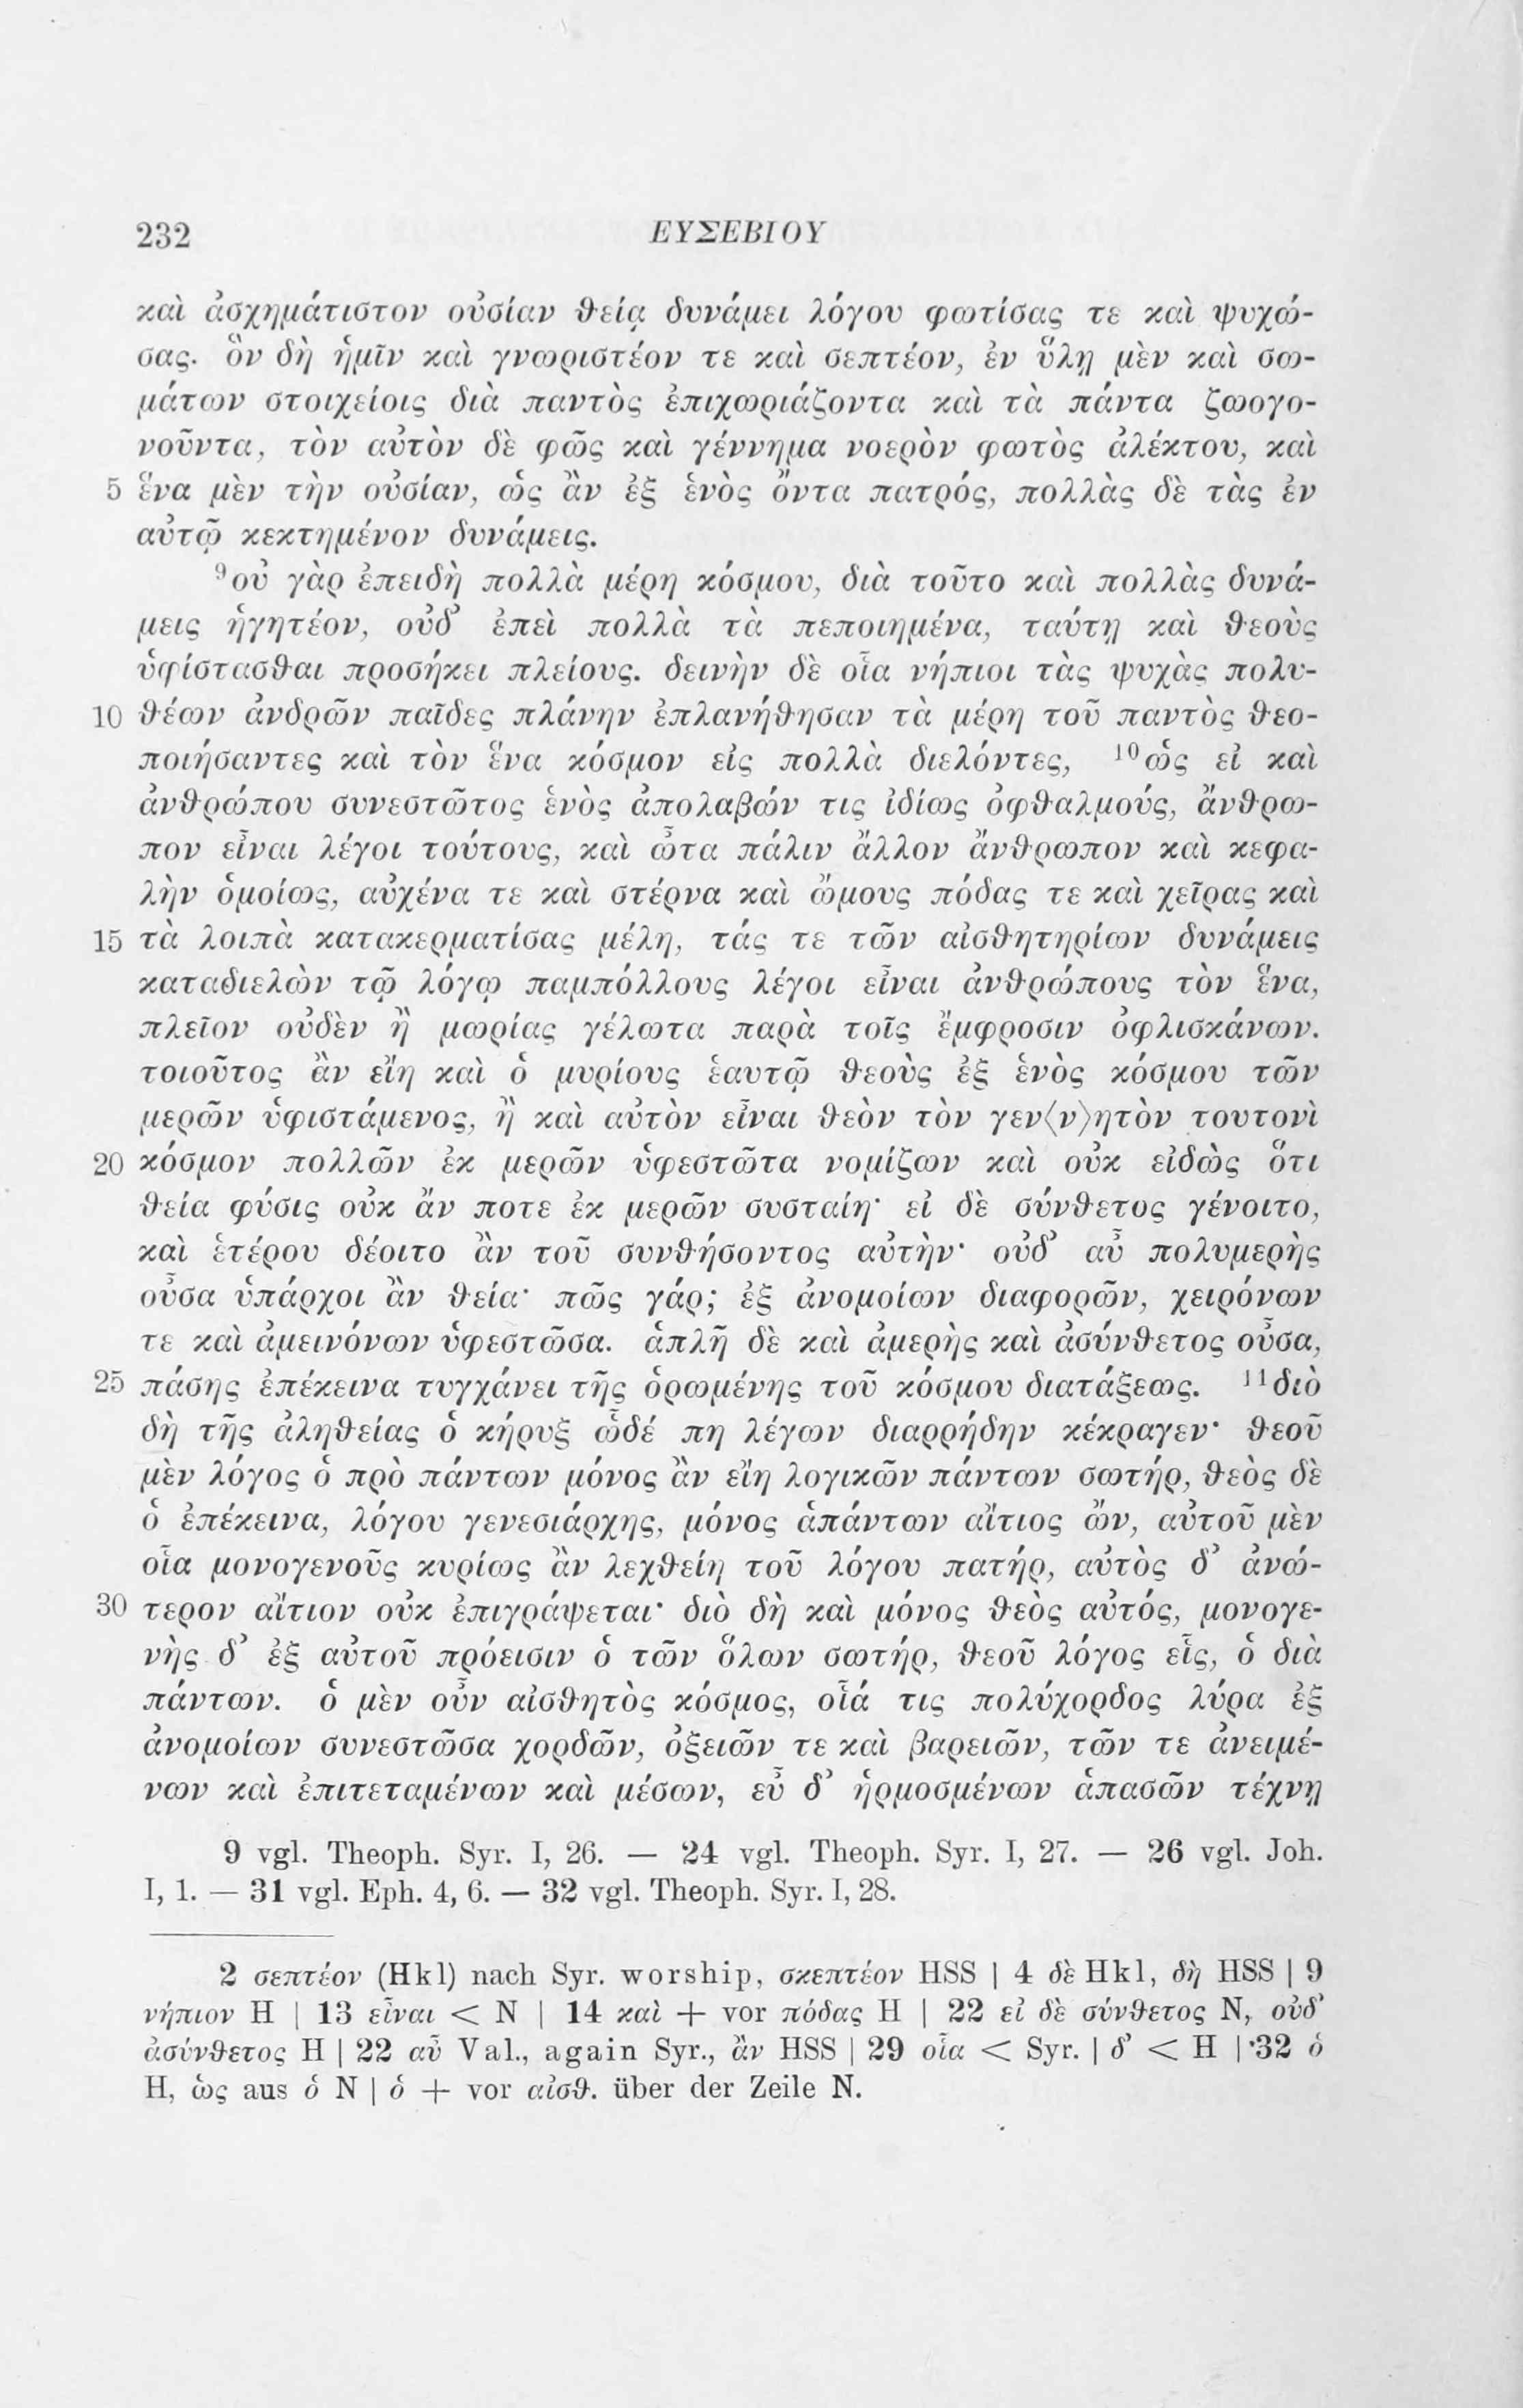 232 ΕΥΣΕΒΙΟΥ
καὶ ἀσχημάτιστον οὐσίαν θείᾳ δυνάμει λόγου φωτίσας τε καὶ ψυχώ-
σας. ὃν δὴ ἡμῖν καὶ γνωριστέον τε καὶ σεπτέον, ἐν ὕλῃ μὲν καὶ σω-
μάτων στοιχείοις διὰ παντὸς ἐπιχωριάζοντα καὶ τὰ πάντα ζωογο-
νοῦντα, τὸν αὐτὸν δὲ φῶς καὶ γέννημα νοερὸν φωτὸς ἀλέκτου, καὶ
5 ἕνα μὲν τὴν οὐσίαν, ὡς ἂν ἐξ ἑνὸς ὄντα πατρός, πολλὰς δὲ τὰς ἐν
αὐτῷ κεκτημένον δυνάμεις.
⁹οὐ γὰρ ἐπειδὴ πολλὰ μέρη κόσμου, διὰ τοῦτο καὶ πολλὰς δυνά-
μεις ἡγητέον, οὐδ᾽ ἐπεὶ πολλὰ τὰ πεποιημένα, ταύτῃ καὶ θεοὺς
ὑφίστασθαι προσήκει πλείους. δεινὴν δὲ οἷα νήπιοι τὰς ψυχὰς πολυ-
10 θέων ἀνδρῶν παῖδες πλάνην ἐπλανήθησαν τὰ μέρη τοῦ παντὸς θεο-
ποιήσαντες καὶ τὸν ἕνα κόσμον εἰς πολλὰ διελόντες, ¹⁰ὡς εἰ καὶ
ἀνθρώπου συνεστῶτος ἑνὸς ἀπολαβών τις ἰδίως ὀφθαλμούς, ἄνθρω-
πον εἶναι λέγοι τούτους, καὶ ὦτα πάλιν ἄλλον ἄνθρωπον καὶ κεφα-
λὴν ὁμοίως, αὐχένα τε καὶ στέρνα καὶ ὤμους πόδας τε καὶ χεῖρας καὶ
15 τὰ λοιπὰ κατακερματίσας μέλη, τάς τε τῶν αἰσθητηρίων δυνάμεις
καταδιελὼν τῷ λόγῳ παμπόλλους λέγοι εἶναι ἀνθρώπους τὸν ἕνα,
πλεῖον οὐδὲν ἢ μωρίας γέλωτα παρὰ τοῖς ἔμφροσιν ὀφλισκάνων.
τοιοῦτος ἂν εἴη καὶ ὁ μυρίους ἑαυτῷ θεοὺς ἐξ ἑνὸς κόσμου τῶν
μερῶν ὑφιστάμενος, ἢ καὶ αὐτὸν εἶναι θεὸν τὸν γεν⟨ν⟩ητὸν τουτονὶ
20 κόσμον πολλῶν ἐκ μερῶν ὑφεστῶτα νομίζων καὶ οὐκ εἰδὼς ὅτι
θεία φύσις οὐκ ἄν ποτε ἐκ μερῶν συσταίη· εἰ δὲ σύνθετος γένοιτο,
καὶ ἑτέρου δέοιτο ἂν τοῦ συνθήσοντος αὐτήν· οὐδ᾽ αὖ πολυμερὴς
οὖσα ὑπάρχοι ἂν θεία· πῶς γάρ; ἐξ ἀνομοίων διαφορῶν, χειρόνων
τε καὶ ἀμεινόνων ὑφεστῶσα. ἁπλῆ δὲ καὶ ἀμερὴς καὶ ἀσύνθετος οὖσα,
25 πάσης ἐπέκεινα τυγχάνει τῆς ὁρωμένης τοῦ κόσμου διατάξεως. ¹¹διὸ
δὴ τῆς ἀληθείας ὁ κήρυξ ὧδέ πη λέγων διαρρήδην κέκραγεν· θεοῦ
μὲν λόγος ὁ πρὸ πάντων μόνος ἂν εἴη λογικῶν πάντων σωτήρ, θεὸς δὲ
ὁ ἐπέκεινα, λόγου γενεσιάρχης, μόνος ἁπάντων αἴτιος ὤν, αὐτοῦ μὲν
οἷα μονογενοῦς κυρίως ἂν λεχθείη τοῦ λόγου πατήρ, αὐτὸς δ᾽ ἀνώ-
30 τερον αἴτιον οὐκ ἐπιγράψεται· διὸ δὴ καὶ μόνος θεὸς αὐτός, μονογε-
νὴς δ᾽ ἐξ αὐτοῦ πρόεισιν ὁ τῶν ὅλων σωτήρ, θεοῦ λόγος εἷς, ὁ διὰ
πάντων. ὁ μὲν οὖν αἰσθητὸς κόσμος, οἷά τις πολύχορδος λύρα ἐξ
ἀνομοίων συνεστῶσα χορδῶν, ὀξειῶν τε καὶ βαρειῶν, τῶν τε ἀνειμέ-
νων καὶ ἐπιτεταμένων καὶ μέσων, εὖ δ᾽ ἡρμοσμένων ἁπασῶν τέχνῃ
9 vgl. Theoph. Syr. I, 26. — 24 vgl. Theoph. Syr. I, 27. — 26 vgl. Joh.
I, 1. — 31 vgl. Eph. 4, 6. — 32 vgl. Theoph. Syr. I, 28.
2 σεπτέον (Hkl) nach Syr. worship, σκεπτέον HSS | 4 δὲ Hkl, δὴ HSS | 9
νήπιον H | 13 εἶναι < N | 14 καὶ + vor πόδας H | 22 εἰ δὲ σύνθετος N, οὐδ᾽
ἀσύνθετος H | 22 αὖ Val., again Syr., ἂν HSS | 29 οἷα < Syr. | δ᾽ < H | 32 ὁ
H, ὡς aus ὁ N | ὁ + vor αἰσθ. über der Zeile N.